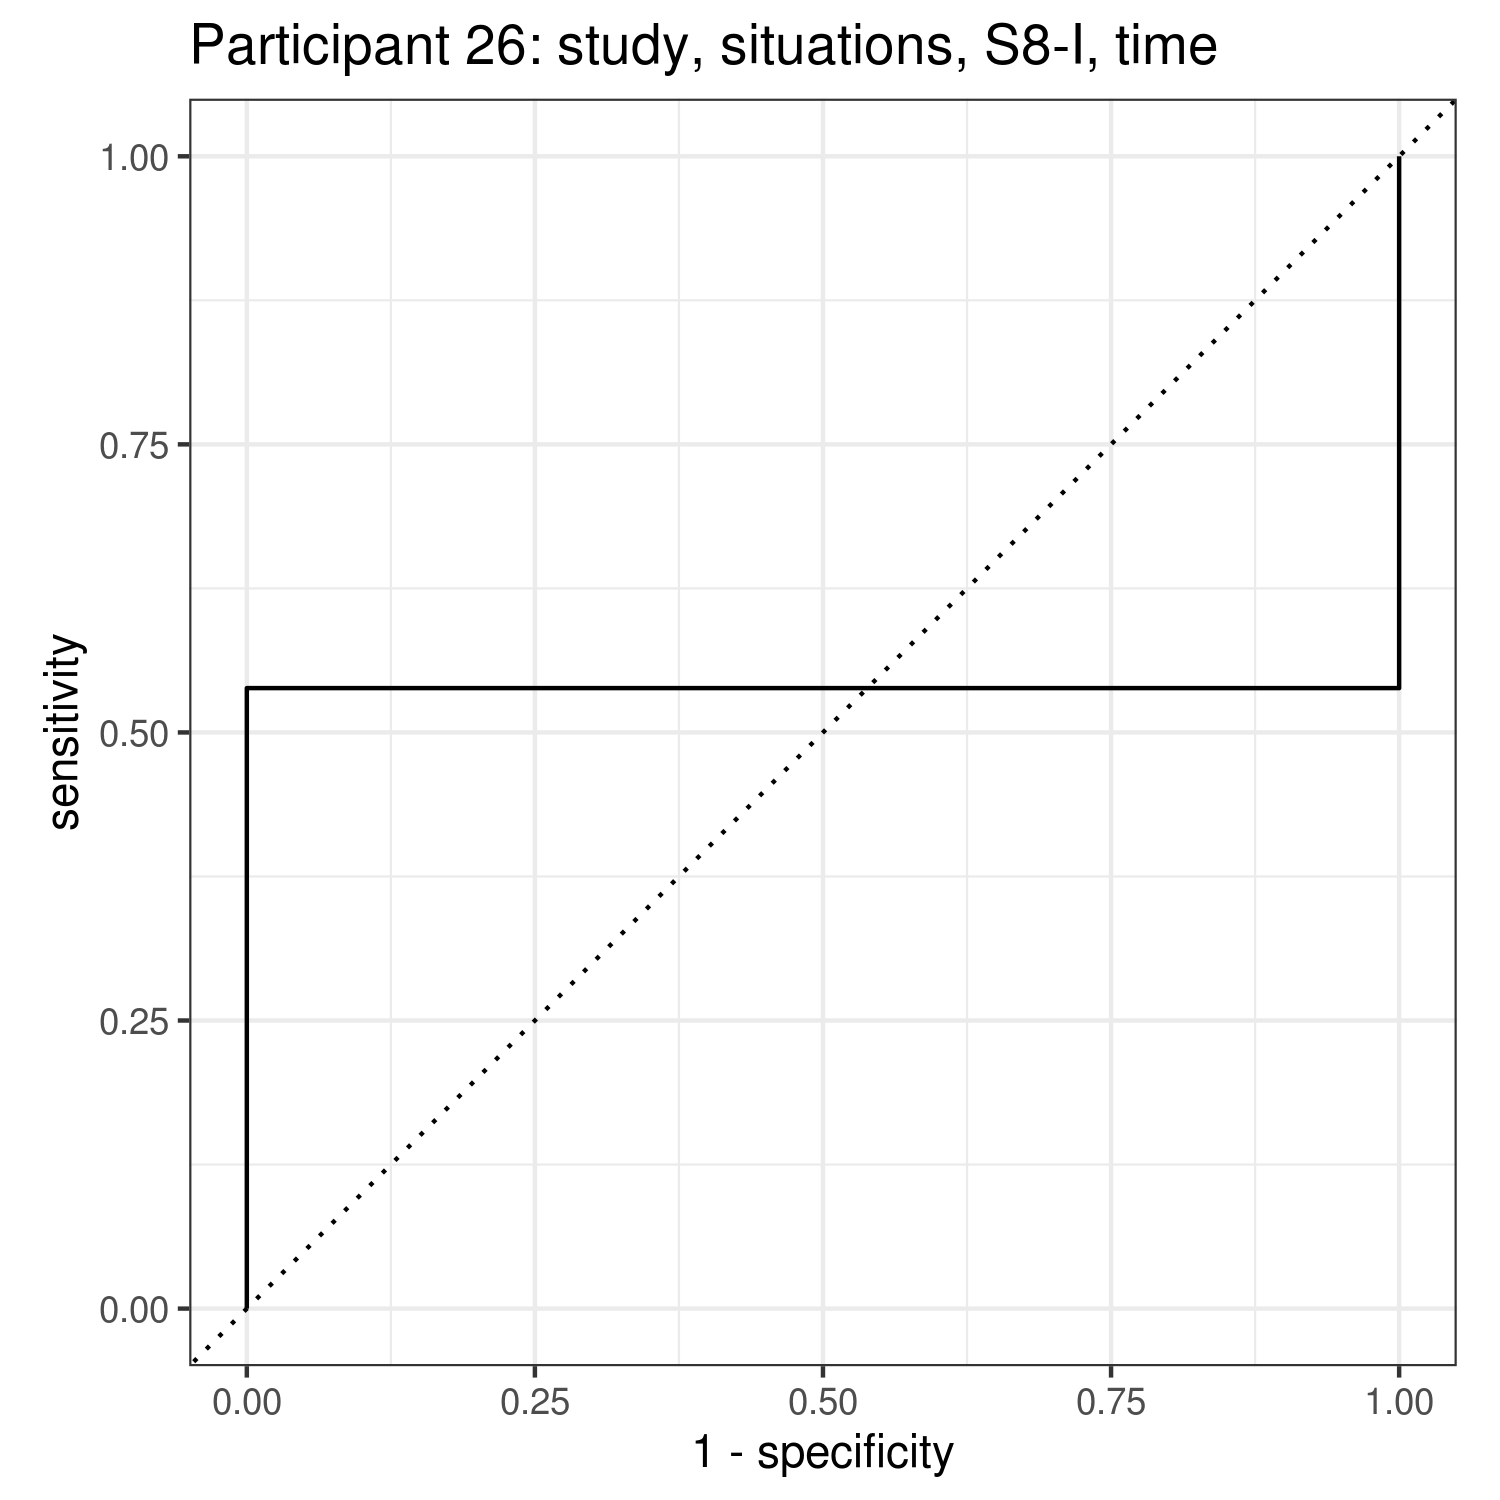 Participant 26: study, situations, S8-I, time
1.00
0.75
0.50
0.25
0.00
sensitivity
0.00 0.25 0.50 0.75 1.00
1 - specificity